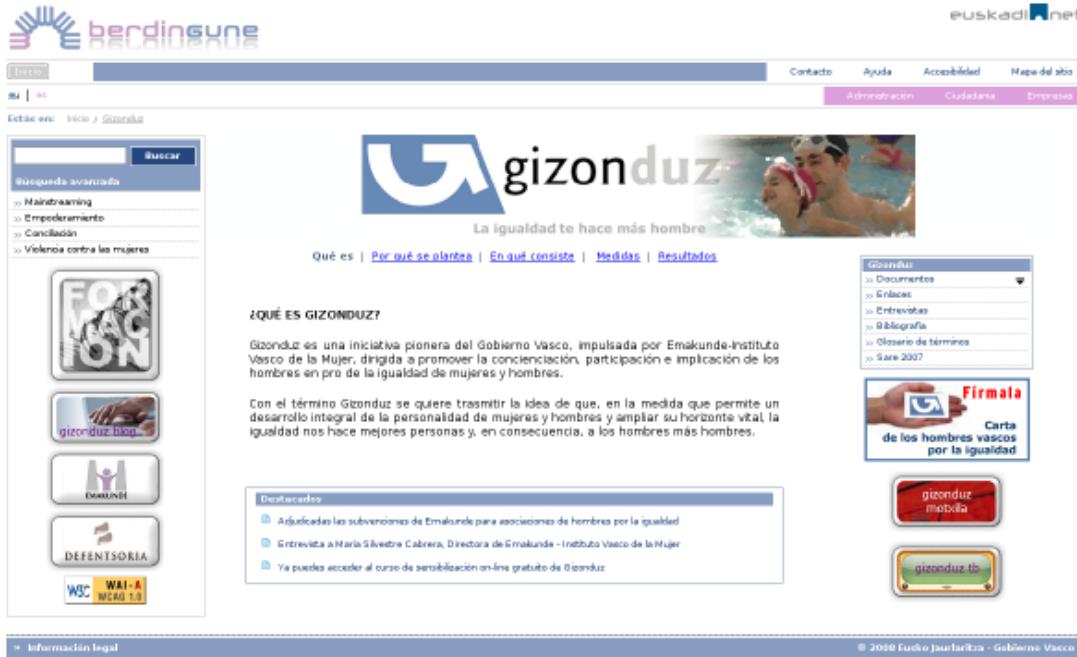 berdingune
euskadi.net
Inicio
Contacto Ayuda Accesibilidad Mapa del sitio
eu | es
Administración Ciudadanía Empresas
Estás en: Inicio / Gizonduz
Buscar
Búsqueda avanzada
» Mainstreaming
» Empoderamiento
» Conciliación
» Violencia contra las mujeres
FOR
MAC
IÓN
gizonduz blog
EMAKUNDE
DEFENTSORIA
W3C WAI-A
WCAG 1.0
gizonduz
La igualdad te hace más hombre
Qué es | Por qué se plantea | En qué consiste | Medidas | Resultados
¿QUÉ ES GIZONDUZ?
Gizonduz es una iniciativa pionera del Gobierno Vasco, impulsada por Emakunde-Instituto
Vasco de la Mujer, dirigida a promover la concienciación, participación e implicación de los
hombres en pro de la igualdad de mujeres y hombres.
Con el término Gizonduz se quiere trasmitir la idea de que, en la medida que permite un
desarrollo integral de la personalidad de mujeres y hombres y ampliar su horizonte vital, la
igualdad nos hace mejores personas y, en consecuencia, a los hombres más hombres.
Destacados
Adjudicadas las subvenciones de Emakunde para asociaciones de hombres por la igualdad
Entrevista a María Silvestre Cabrera, Directora de Emakunde - Instituto Vasco de la Mujer
Ya puedes acceder al curso de sensibilización on-line gratuito de Gizonduz
Gizonduz
» Documentos
» Enlaces
» Entrevistas
» Bibliografía
» Glosario de términos
» Sare 2007
Fírmala
Carta
de los hombres vascos
por la igualdad
gizonduz
motxila
gizonduz tb
» Información legal
© 2008 Eusko Jaurlaritza - Gobierno Vasco